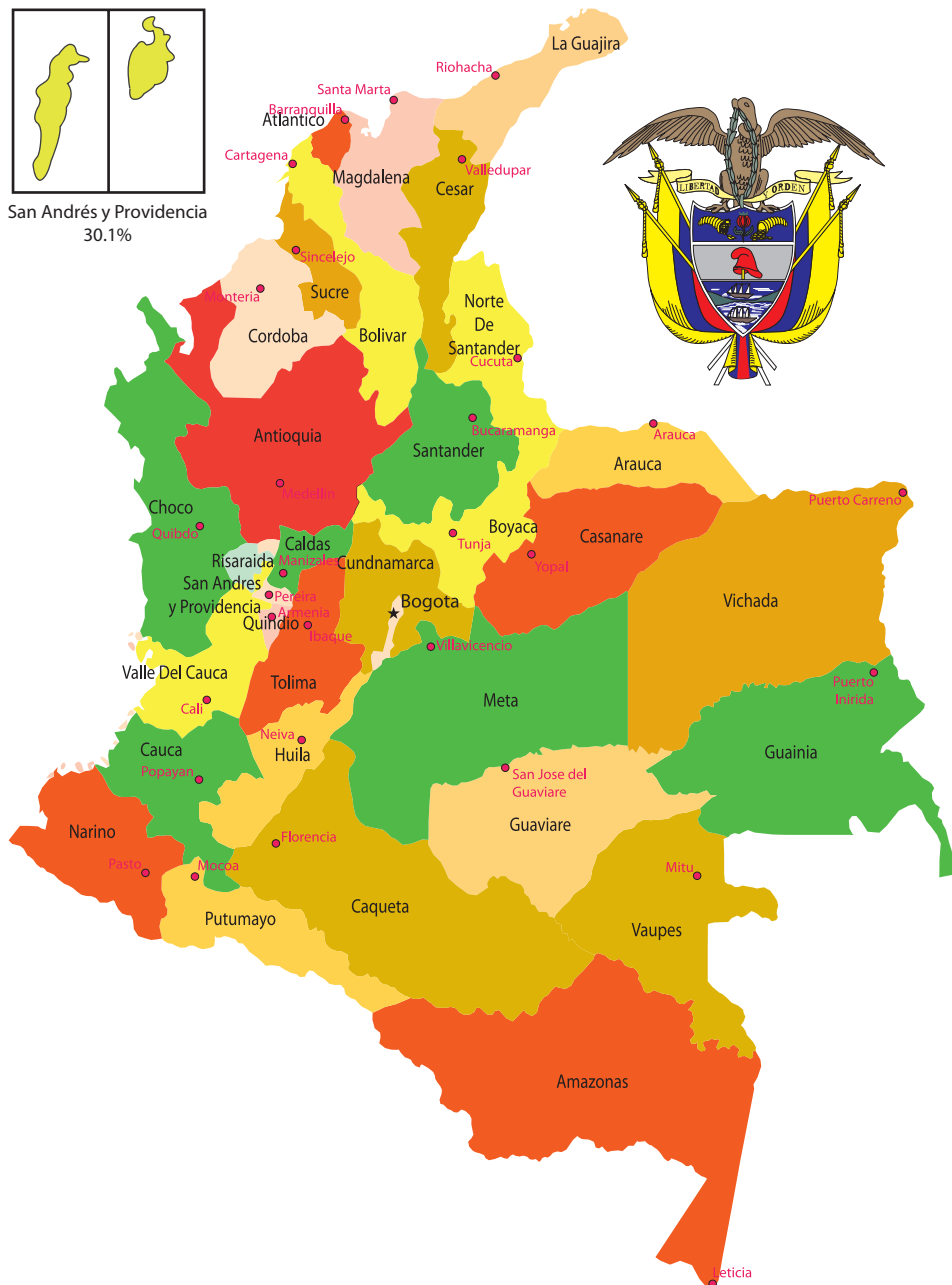 La Guajira
Riohacha
Santa Marta
Barranquilla
Atlantico
Cartagena
Magdalena
Valledupar
Cesar
LIBERTAD Y ORDEN
San Andrés y Providencia
30.1%
Sincelejo
Monteria
Sucre
Norte
De
Santander
Cordoba
Bolivar
Cucuta
Antioquia
Bucaramanga
Santander
Arauca
Arauca
Medellin
Puerto Carreno
Choco
Quibdo
Boyaca
Casanare
Tunja
Caldas
Risaraida
Manizales
Cundnamarca
Yopal
San Andres
y Providencia
Pereira
Armenia
Quindio
Ibaque
Bogota
Vichada
Villavicencio
Valle Del Cauca
Tolima
Cali
Meta
Puerto
Inirida
Neiva
Huila
Cauca
Popayan
Guainia
San Jose del
Guaviare
Guaviare
Narino
Florencia
Pasto
Mocoa
Mitu
Caqueta
Putumayo
Vaupes
Amazonas
Leticia